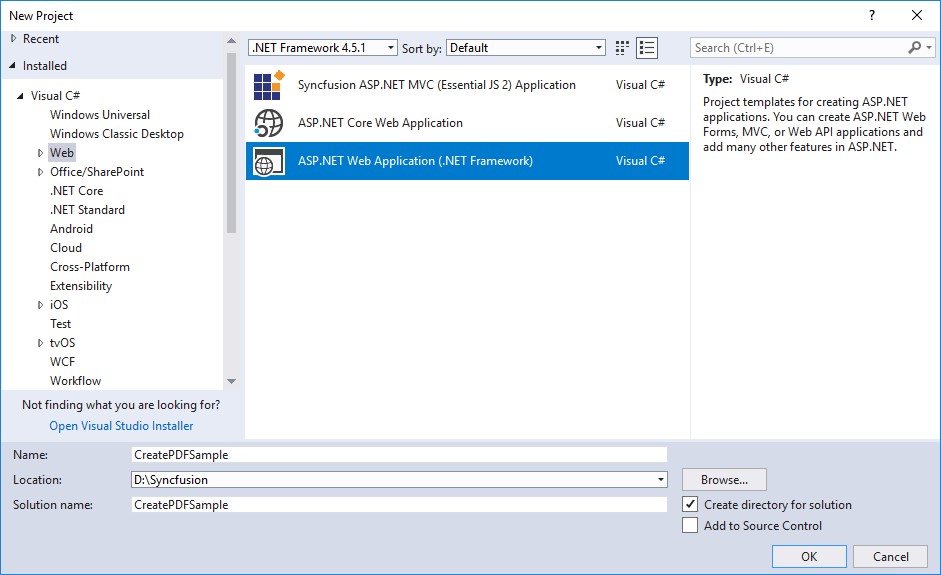 New Project
?
Recent
Installed
Visual C#
Windows Universal
Windows Classic Desktop
Web
Office/SharePoint
.NET Core
.NET Standard
Android
Cloud
Cross-Platform
Extensibility
iOS
Test
tvOS
WCF
Workflow
Not finding what you are looking for?
Open Visual Studio Installer
.NET Framework 4.5.1 Sort by: Default
Syncfusion ASP.NET MVC (Essential JS 2) Application Visual C#
ASP.NET Core Web Application Visual C#
ASP.NET Web Application (.NET Framework) Visual C#
Search (Ctrl+E)
Type: Visual C#
Project templates for creating ASP.NET
applications. You can create ASP.NET Web
Forms, MVC, or Web API applications and
add many other features in ASP.NET.
Name: CreatePDFSample
Location: D:\Syncfusion Browse...
Solution name: CreatePDFSample Create directory for solution
Add to Source Control
OK Cancel